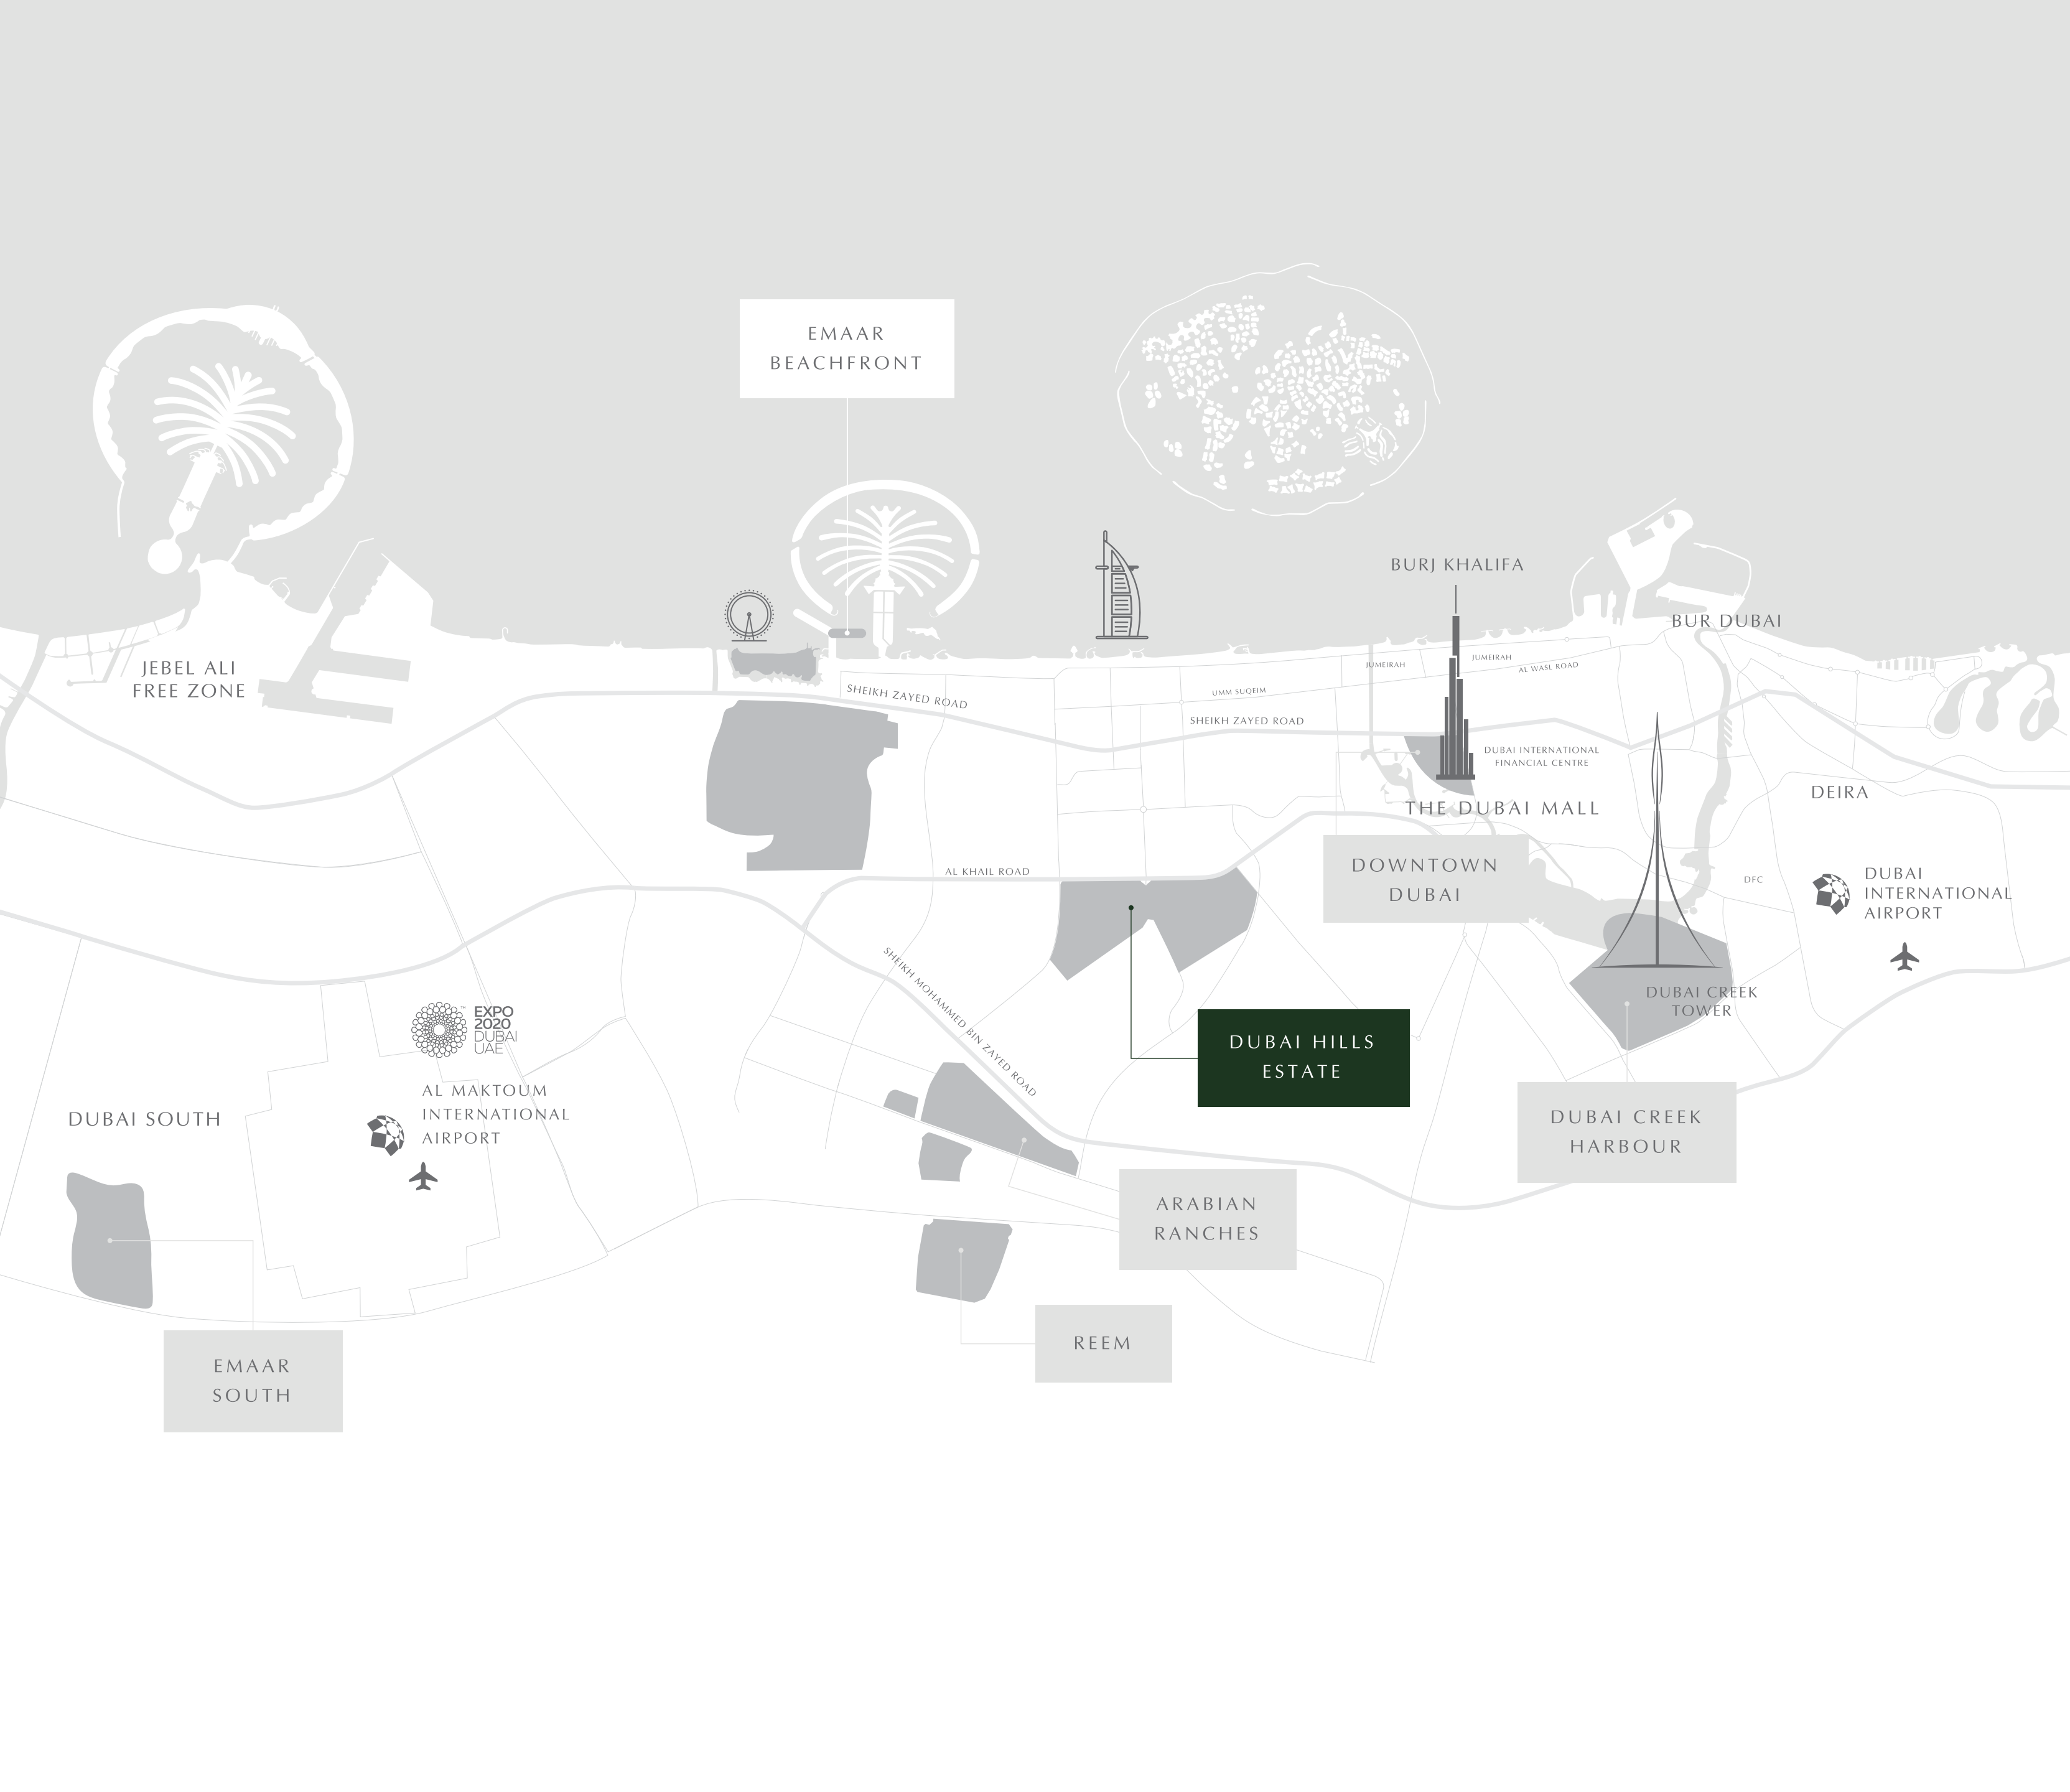 EMAAR
BEACHFRONT
BURJ KHALIFA
BUR DUBAI
JEBEL ALI
FREE ZONE
SHEIKH ZAYED ROAD
UMM SUQEIM
SHEIKH ZAYED ROAD
JUMEIRAH
JUMEIRAH
AL WASL ROAD
DUBAI INTERNATIONAL
FINANCIAL CENTRE
THE DUBAI MALL
DEIRA
DOWNTOWN
DUBAI
AL KHAIL ROAD
DFC
DUBAI
INTERNATIONAL
AIRPORT
SHEIKH MOHAMMED BIN ZAYED ROAD
DUBAI CREEK
TOWER
EXPO
2020
DUBAI
UAE
DUBAI HILLS
ESTATE
AL MAKTOUM
INTERNATIONAL
AIRPORT
DUBAI SOUTH
DUBAI CREEK
HARBOUR
ARABIAN
RANCHES
REEM
EMAAR
SOUTH